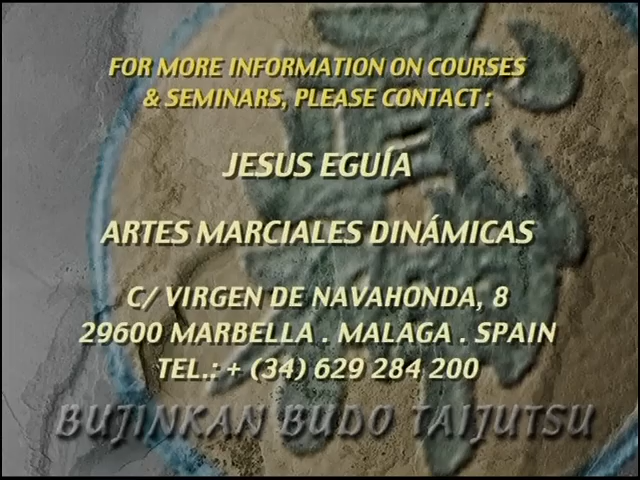 FOR MORE INFORMATION ON COURSES
& SEMINARS, PLEASE CONTACT :
JESUS EGUÍA
ARTES MARCIALES DINÁMICAS
C/ VIRGEN DE NAVAHONDA, 8
29600 MARBELLA . MALAGA . SPAIN
TEL.: + (34) 629 284 200
BUJINKAN BUDO TAIJUTSU